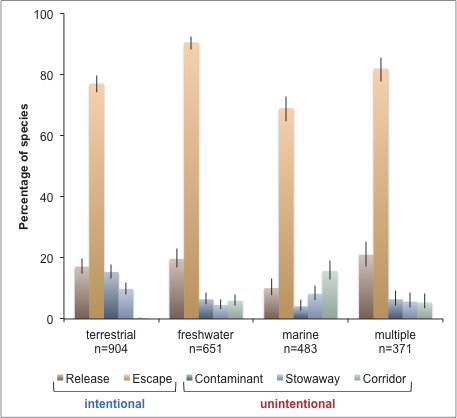 100
80
60
40
20
0
Percentage of species
terrestrial freshwater marine multiple
n=904 n=651 n=483 n=371
Release Escape Contaminant Stowaway Corridor
intentional unintentional